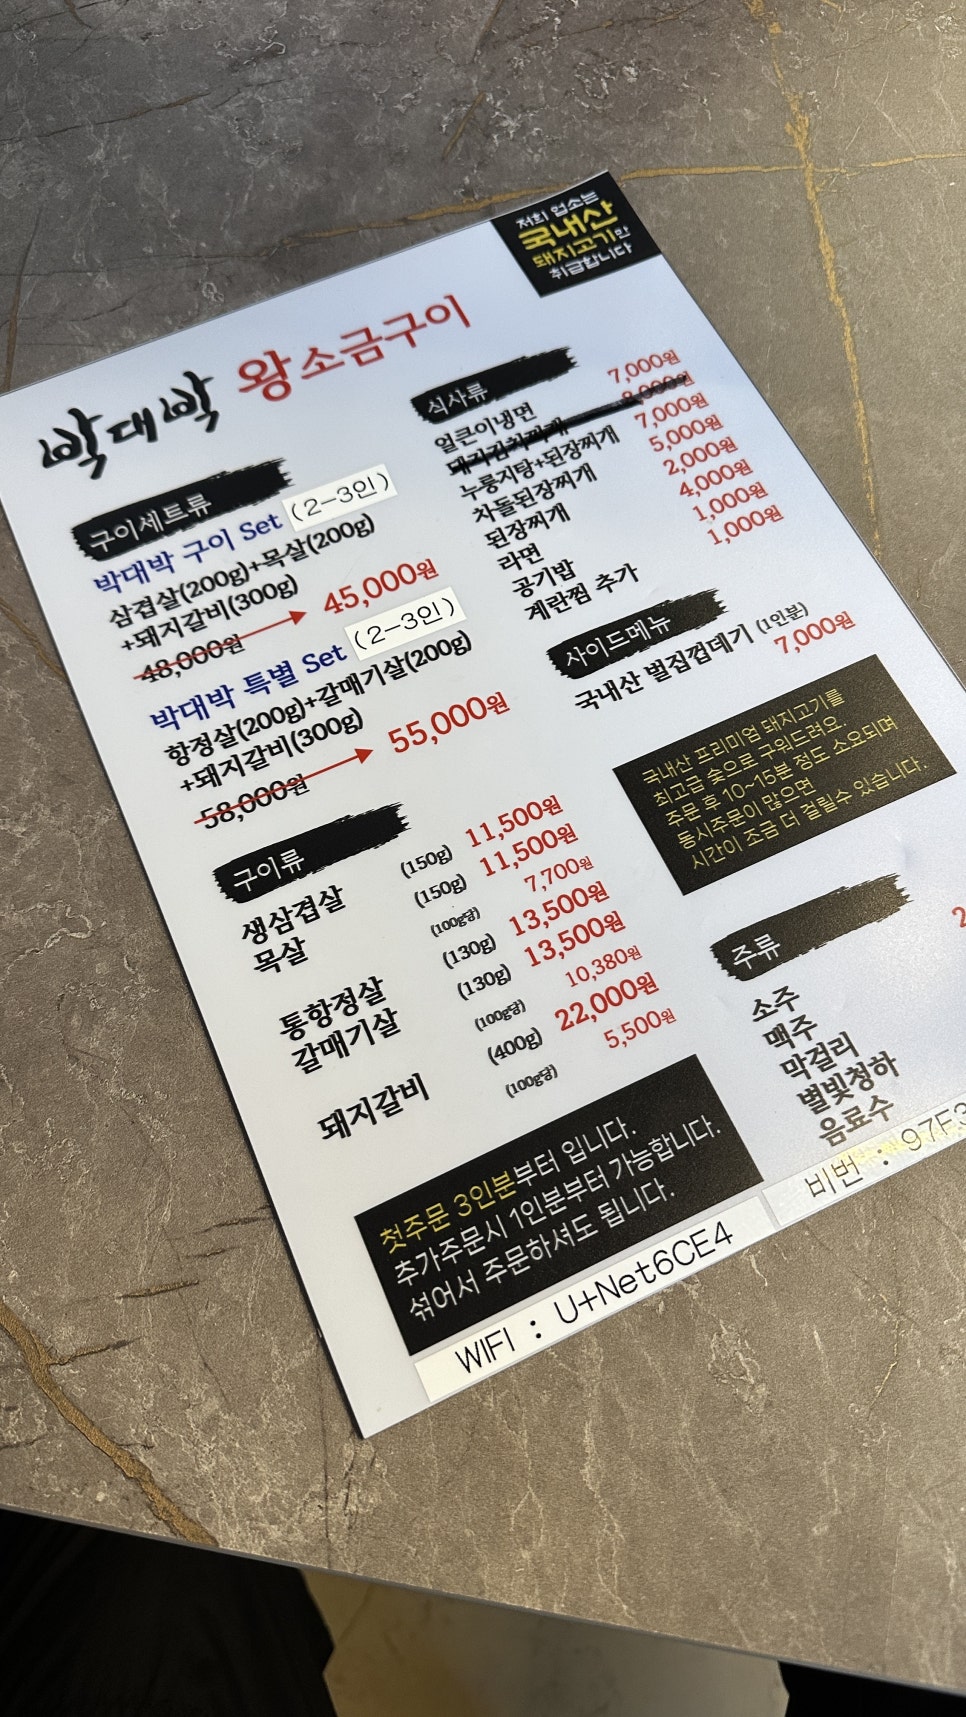 저희 업소는
국내산
돼지고기만
취급합니다
박대박 왕소금구이
구이세트류
박대박 구이 Set (2-3인)
삼겹살(200g)+목살(200g)
+돼지갈비(300g)
48,000원 → 45,000원
박대박 특별 Set (2-3인)
항정살(200g)+갈매기살(200g)
+돼지갈비(300g)
58,000원 → 55,000원
구이류
생삼겹살 (150g) 11,500원
목살 (150g) 11,500원
(100g당) 7,700원
통항정살 (130g) 13,500원
갈매기살 (130g) 13,500원
(100g당) 10,380원
돼지갈비 (400g) 22,000원
(100g당) 5,500원
첫주문 3인분부터 입니다.
추가주문시 1인분부터 가능합니다.
섞어서 주문하셔도 됩니다.
식사류
얼큰이냉면 7,000원
돼지김치찌개 8,000원
누룽지탕+된장찌개 7,000원
차돌된장찌개 5,000원
된장찌개 2,000원
라면 4,000원
공기밥 1,000원
계란찜 추가 1,000원
사이드메뉴
국내산 벌집껍데기 (1인분)
7,000원
국내산 프리미엄 돼지고기를
최고급 숯으로 구워드려요.
주문 후 10~15분 정도 소요되며
동시주문이 많으면
시간이 조금 더 걸릴수 있습니다.
주류
소주
맥주
막걸리
별빛청하
음료수
WIFI : U+Net6CE4
비번 : 97F3